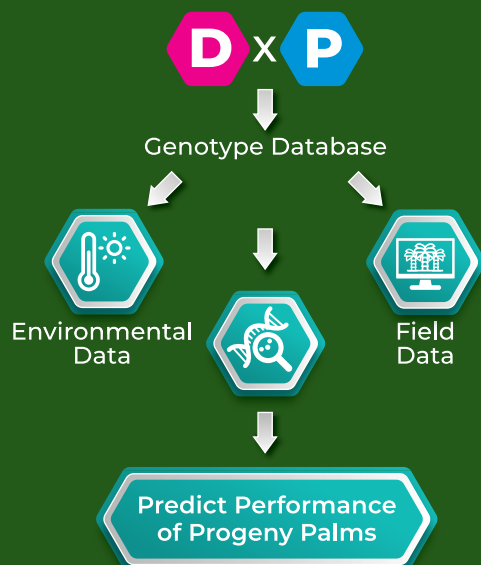 D x P
Genotype Database
Environmental
Data
Field
Data
Predict Performance
of Progeny Palms